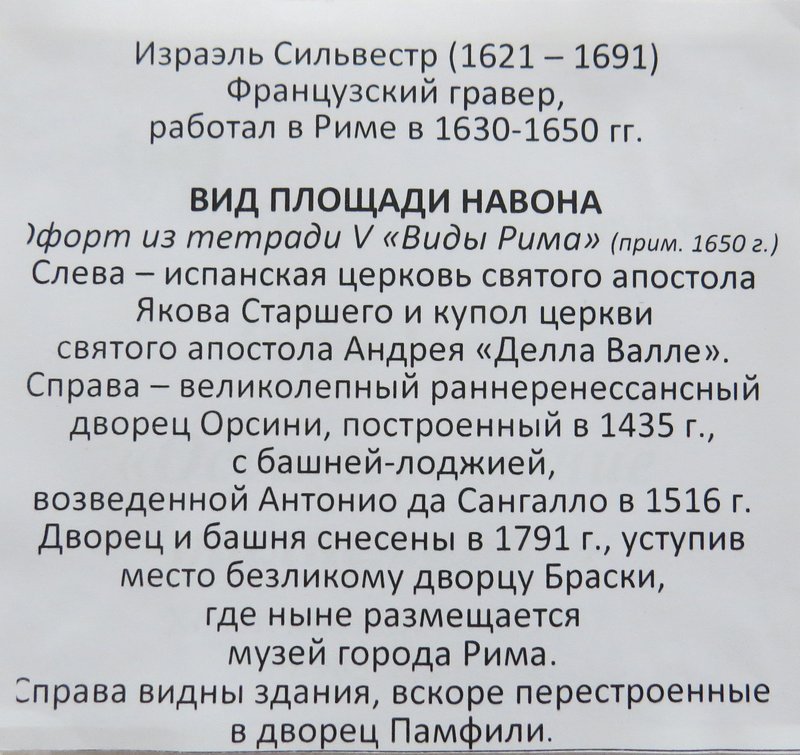 Израэль Сильвестр (1621 – 1691)
Французский гравер,
работал в Риме в 1630-1650 гг.
ВИД ПЛОЩАДИ НАВОНА
Офорт из тетради V «Виды Рима» (прим. 1650 г.)
Слева – испанская церковь святого апостола
Якова Старшего и купол церкви
святого апостола Андрея «Делла Валле».
Справа – великолепный раннеренессансный
дворец Орсини, построенный в 1435 г.,
с башней-лоджией,
возведенной Антонио да Сангалло в 1516 г.
Дворец и башня снесены в 1791 г., уступив
место безликому дворцу Браски,
где ныне размещается
музей города Рима.
Справа видны здания, вскоре перестроенные
в дворец Памфили.